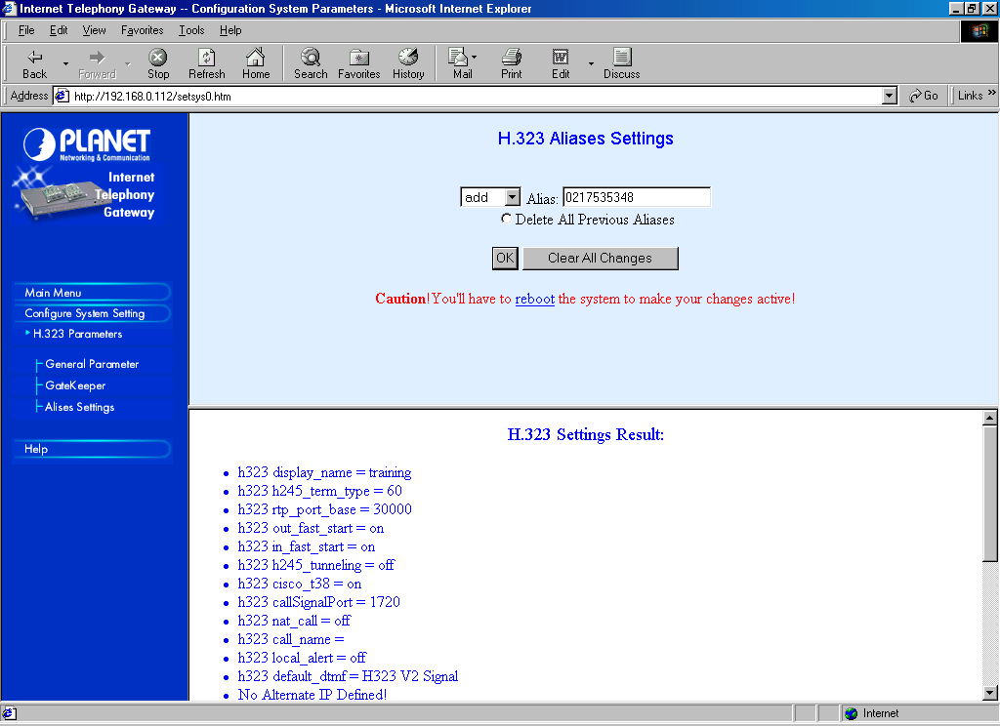 Internet Telephony Gateway -- Configuration System Parameters - Microsoft Internet Explorer
File Edit View Favorites Tools Help
Back Forward Stop Refresh Home Search Favorites History Mail Print Edit Discuss
Address http://192.168.0.112/setsys0.htm Go Links »
PLANET
Networking & Communication
Internet
Telephony
Gateway
Main Menu
Configure System Setting
H.323 Parameters
General Parameter
GateKeeper
Alises Settings
Help
H.323 Aliases Settings
add Alias: 0217535348
Delete All Previous Aliases
OK Clear All Changes
Caution! You'll have to reboot the system to make your changes active!
H.323 Settings Result:
• h323 display_name = training
• h323 h245_term_type = 60
• h323 rtp_port_base = 30000
• h323 out_fast_start = on
• h323 in_fast_start = on
• h323 h245_tunneling = off
• h323 cisco_t38 = on
• h323 callSignalPort = 1720
• h323 nat_call = off
• h323 call_name =
• h323 local_alert = off
• h323 default_dtmf = H323 V2 Signal
• No Alternate IP Defined!
Internet